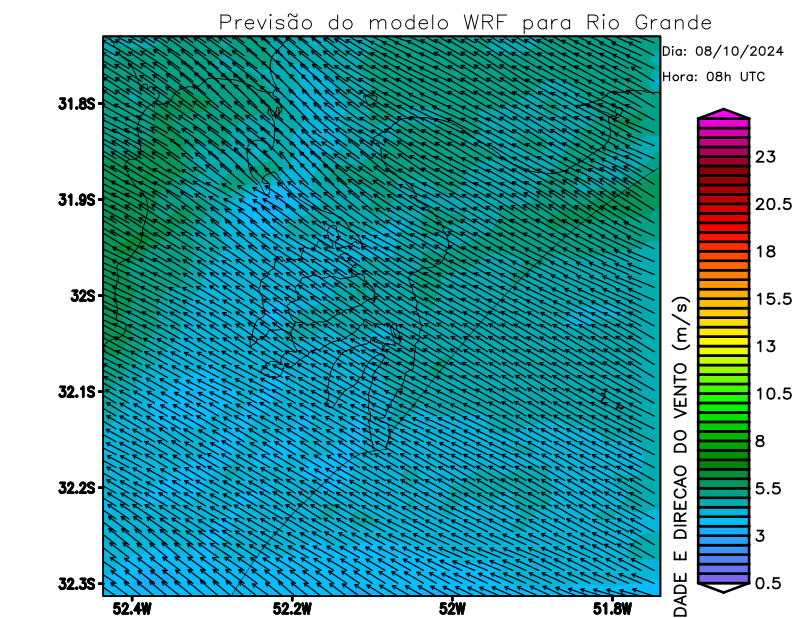 Previsão do modelo WRF para Rio Grande
Dia: 08/10/2024
Hora: 08h UTC
31.8S
31.9S
32S
32.1S
32.2S
32.3S
52.4W
52.2W
52W
51.8W
23
20.5
18
15.5
13
10.5
8
5.5
3
0.5
DADE E DIRECAO DO VENTO (m/s)